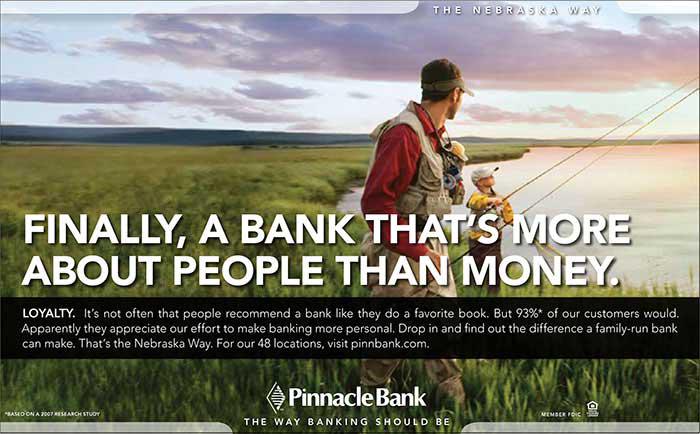 THE NEBRASKA WAY
FINALLY, A BANK THAT'S MORE
ABOUT PEOPLE THAN MONEY.
LOYALTY. It's not often that people recommend a bank like they do a favorite book. But 93%* of our customers would.
Apparently they appreciate our effort to make banking more personal. Drop in and find out the difference a family-run bank
can make. That's the Nebraska Way. For our 48 locations, visit pinnbank.com.
Pinnacle Bank
THE WAY BANKING SHOULD BE
*BASED ON A 2007 RESEARCH STUDY
MEMBER FDIC